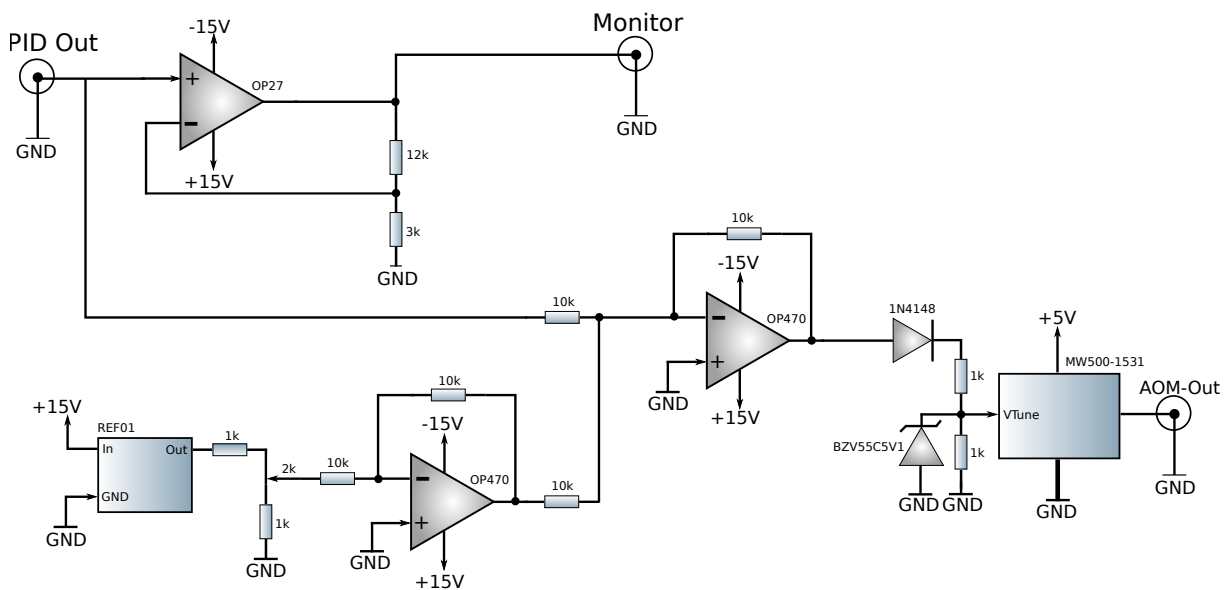 PID Out
-15V
OP27
+15V
GND
Monitor
GND
12k
3k
GND
10k
10k
-15V
OP470
+15V
GND
1N4148
1k
1k
BZV55C5V1
GND
GND
+5V
MW500-1531
VTune
GND
AOM-Out
GND
+15V
REF01
In
Out
GND
GND
1k
2k
1k
GND
10k
10k
-15V
OP470
+15V
GND
10k